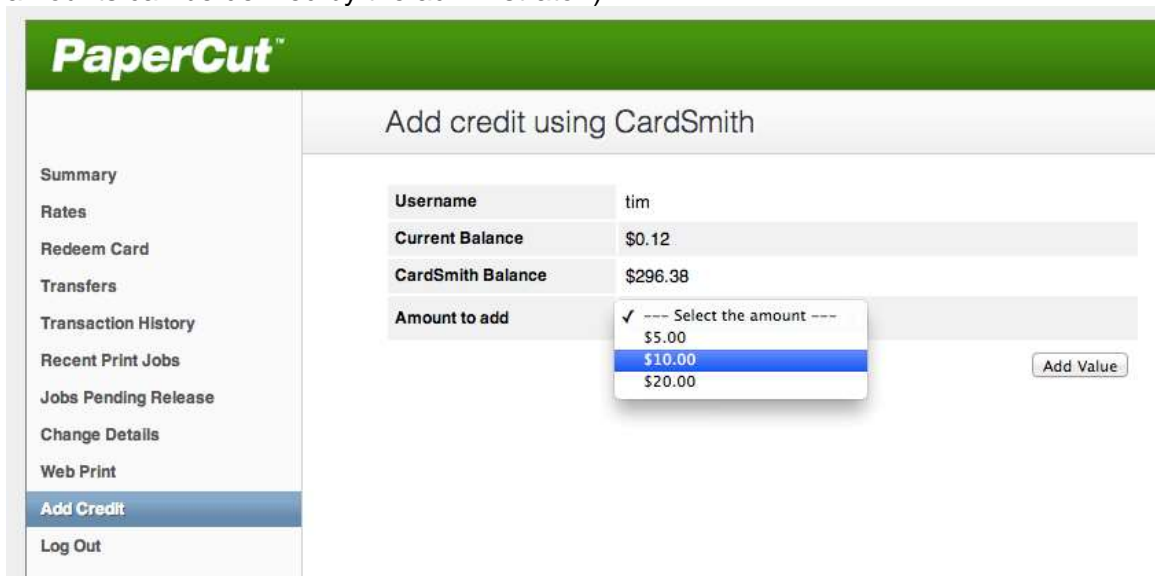 PaperCut™
Add credit using CardSmith
Summary
Rates
Redeem Card
Transfers
Transaction History
Recent Print Jobs
Jobs Pending Release
Change Details
Web Print
Add Credit
Log Out
Username tim
Current Balance $0.12
CardSmith Balance $296.38
Amount to add ✓ --- Select the amount ---
$5.00
$10.00
$20.00
Add Value